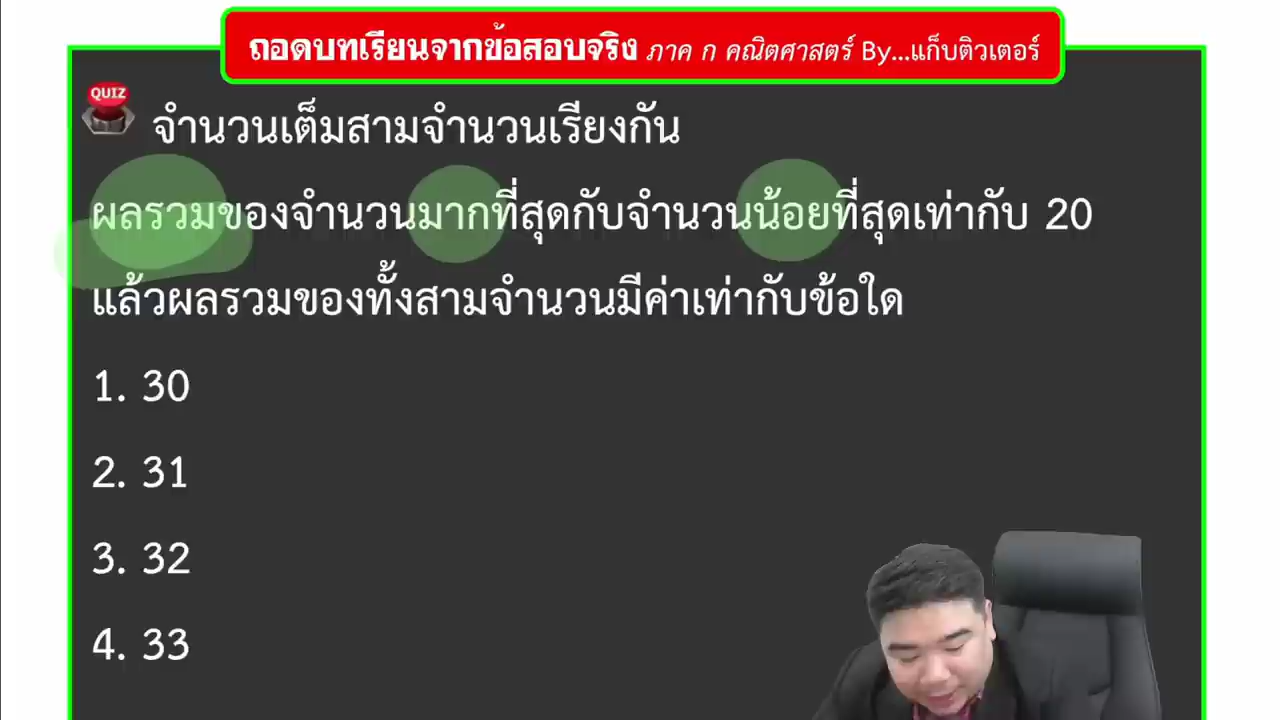 ถอดบทเรียนจากข้อสอบจริง ภาค ก คณิตศาสตร์ By...แก็บติวเตอร์
QUIZ
จำนวนเต็มสามจำนวนเรียงกัน
ผลรวมของจำนวนมากที่สุดกับจำนวนน้อยที่สุดเท่ากับ 20
แล้วผลรวมของทั้งสามจำนวนมีค่าเท่ากับข้อใด
1. 30
2. 31
3. 32
4. 33